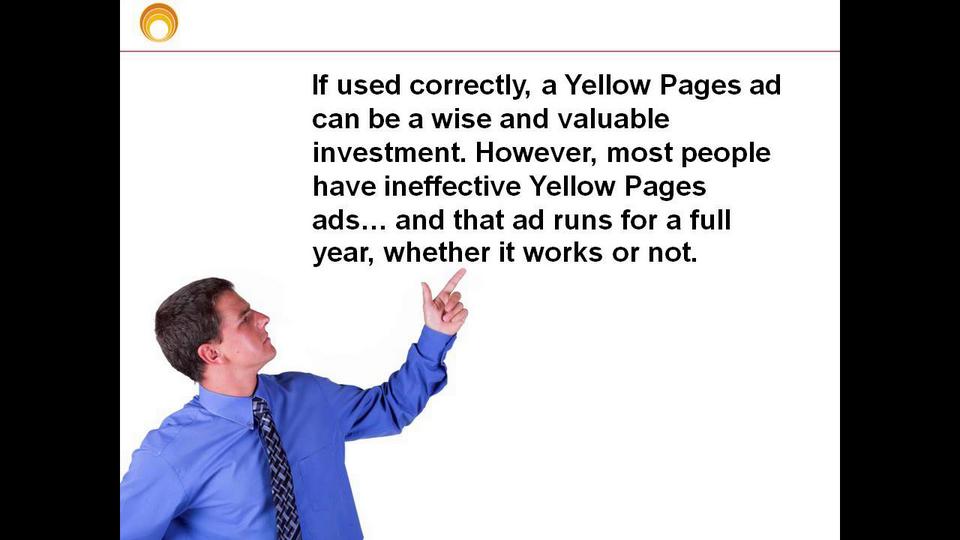 If used correctly, a Yellow Pages ad
can be a wise and valuable
investment. However, most people
have ineffective Yellow Pages
ads… and that ad runs for a full
year, whether it works or not.